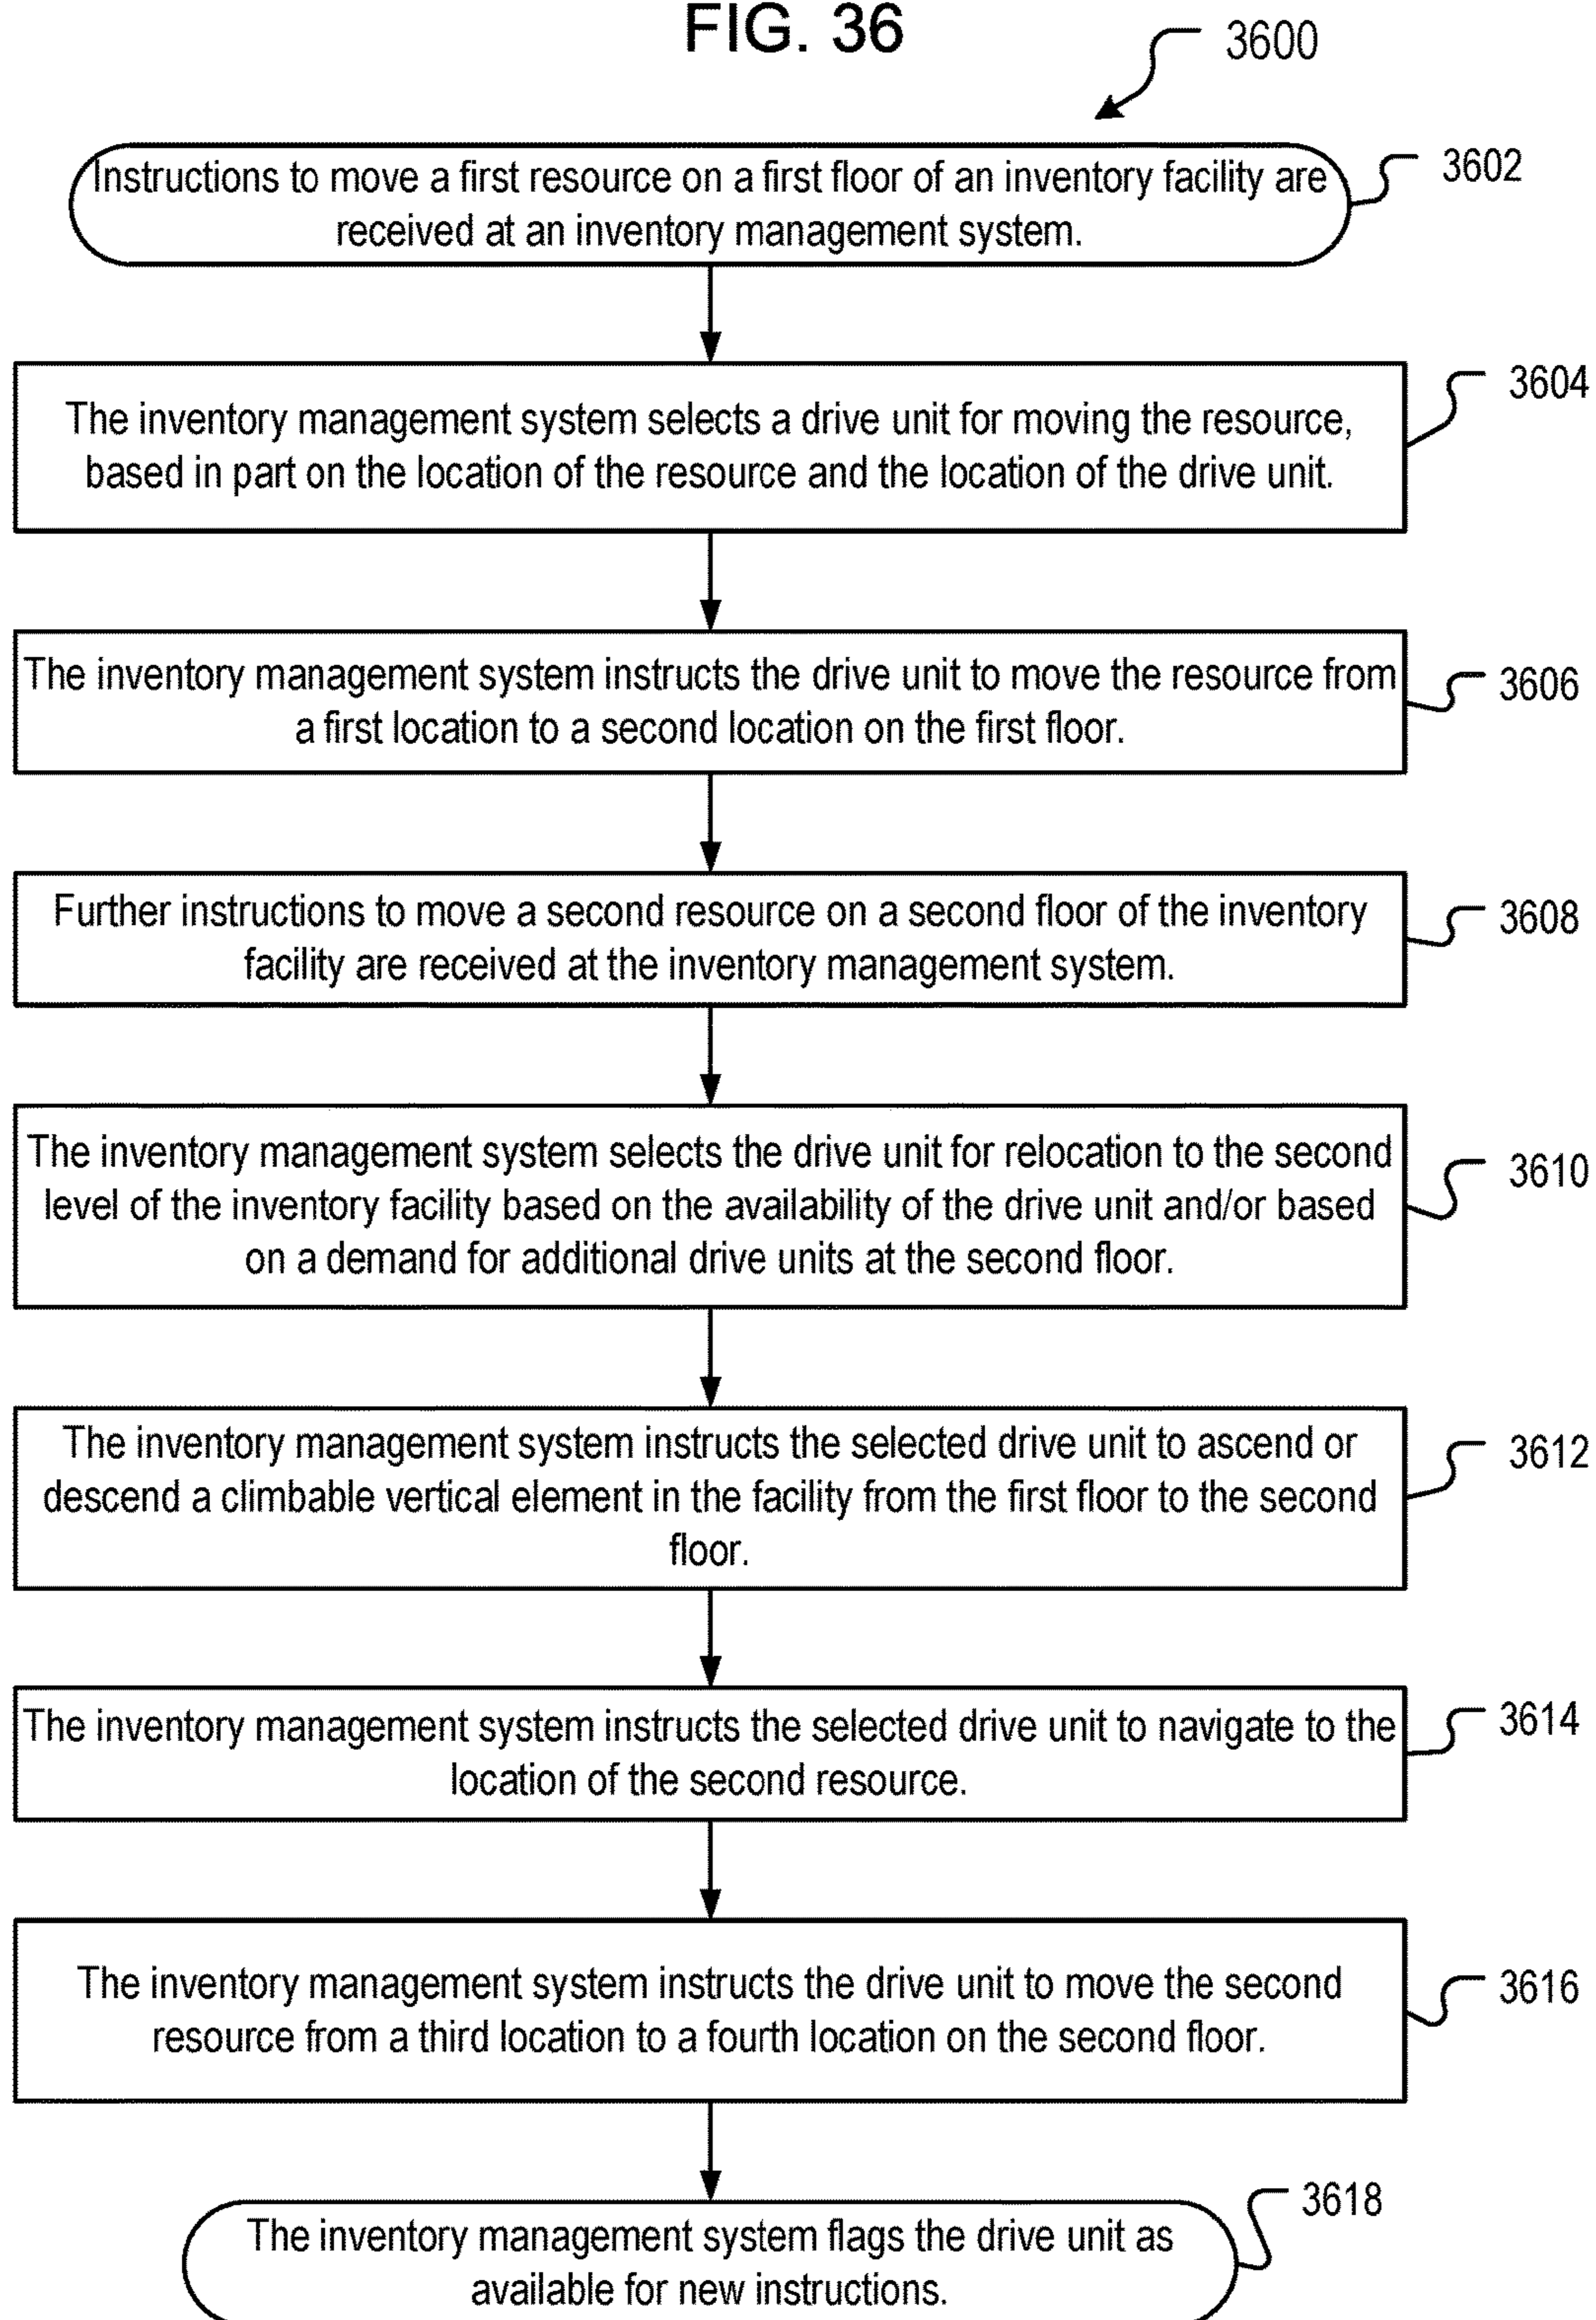 FIG. 36
3600
Instructions to move a first resource on a first floor of an inventory facility are
received at an inventory management system.
3602
The inventory management system selects a drive unit for moving the resource,
based in part on the location of the resource and the location of the drive unit.
3604
The inventory management system instructs the drive unit to move the resource from
a first location to a second location on the first floor.
3606
Further instructions to move a second resource on a second floor of the inventory
facility are received at the inventory management system.
3608
The inventory management system selects the drive unit for relocation to the second
level of the inventory facility based on the availability of the drive unit and/or based
on a demand for additional drive units at the second floor.
3610
The inventory management system instructs the selected drive unit to ascend or
descend a climbable vertical element in the facility from the first floor to the second
floor.
3612
The inventory management system instructs the selected drive unit to navigate to the
location of the second resource.
3614
The inventory management system instructs the drive unit to move the second
resource from a third location to a fourth location on the second floor.
3616
The inventory management system flags the drive unit as
available for new instructions.
3618